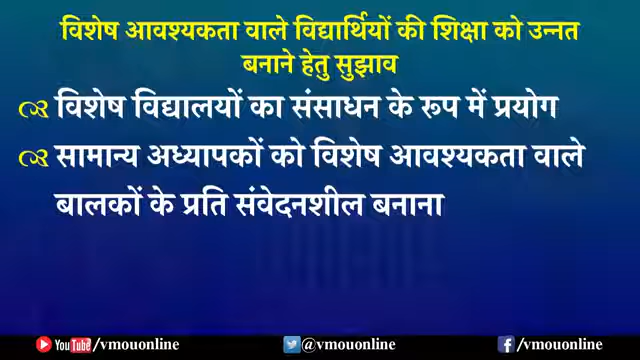 विशेष आवश्यकता वाले विद्यार्थियों की शिक्षा को उन्नत
बनाने हेतु सुझाव
विशेष विद्यालयों का संसाधन के रूप में प्रयोग
सामान्य अध्यापकों को विशेष आवश्यकता वाले
बालकों के प्रति संवेदनशील बनाना
YouTube/vmouonline @vmouonline f/vmouonline